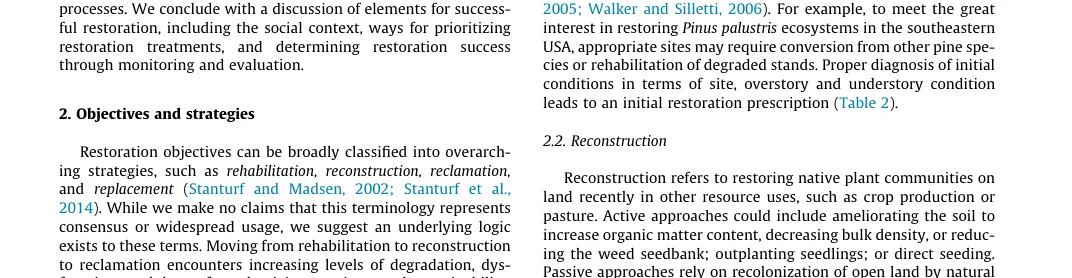 processes. We conclude with a discussion of elements for success-
ful restoration, including the social context, ways for prioritizing
restoration treatments, and determining restoration success
through monitoring and evaluation.
2. Objectives and strategies
Restoration objectives can be broadly classified into overarch-
ing strategies, such as rehabilitation, reconstruction, reclamation,
and replacement (Stanturf and Madsen, 2002; Stanturf et al.,
2014). While we make no claims that this terminology represents
consensus or widespread usage, we suggest an underlying logic
exists to these terms. Moving from rehabilitation to reconstruction
to reclamation encounters increasing levels of degradation, dys-
2005; Walker and Silletti, 2006). For example, to meet the great
interest in restoring Pinus palustris ecosystems in the southeastern
USA, appropriate sites may require conversion from other pine spe-
cies or rehabilitation of degraded stands. Proper diagnosis of initial
conditions in terms of site, overstory and understory condition
leads to an initial restoration prescription (Table 2).
2.2. Reconstruction
Reconstruction refers to restoring native plant communities on
land recently in other resource uses, such as crop production or
pasture. Active approaches could include ameliorating the soil to
increase organic matter content, decreasing bulk density, or reduc-
ing the weed seedbank; outplanting seedlings; or direct seeding.
Passive approaches rely on recolonization of open land by natural